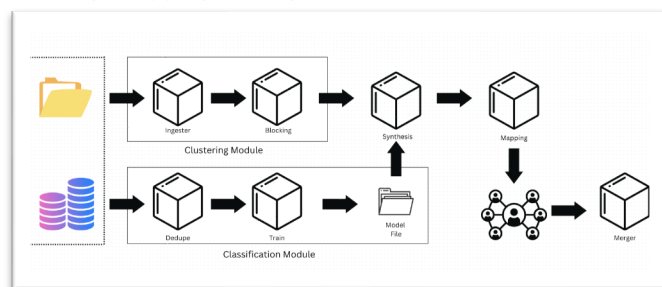 Ingester
Blocking
Clustering Module
Synthesis
Mapping
Dedupe
Train
Model
File
Classification Module
Merger